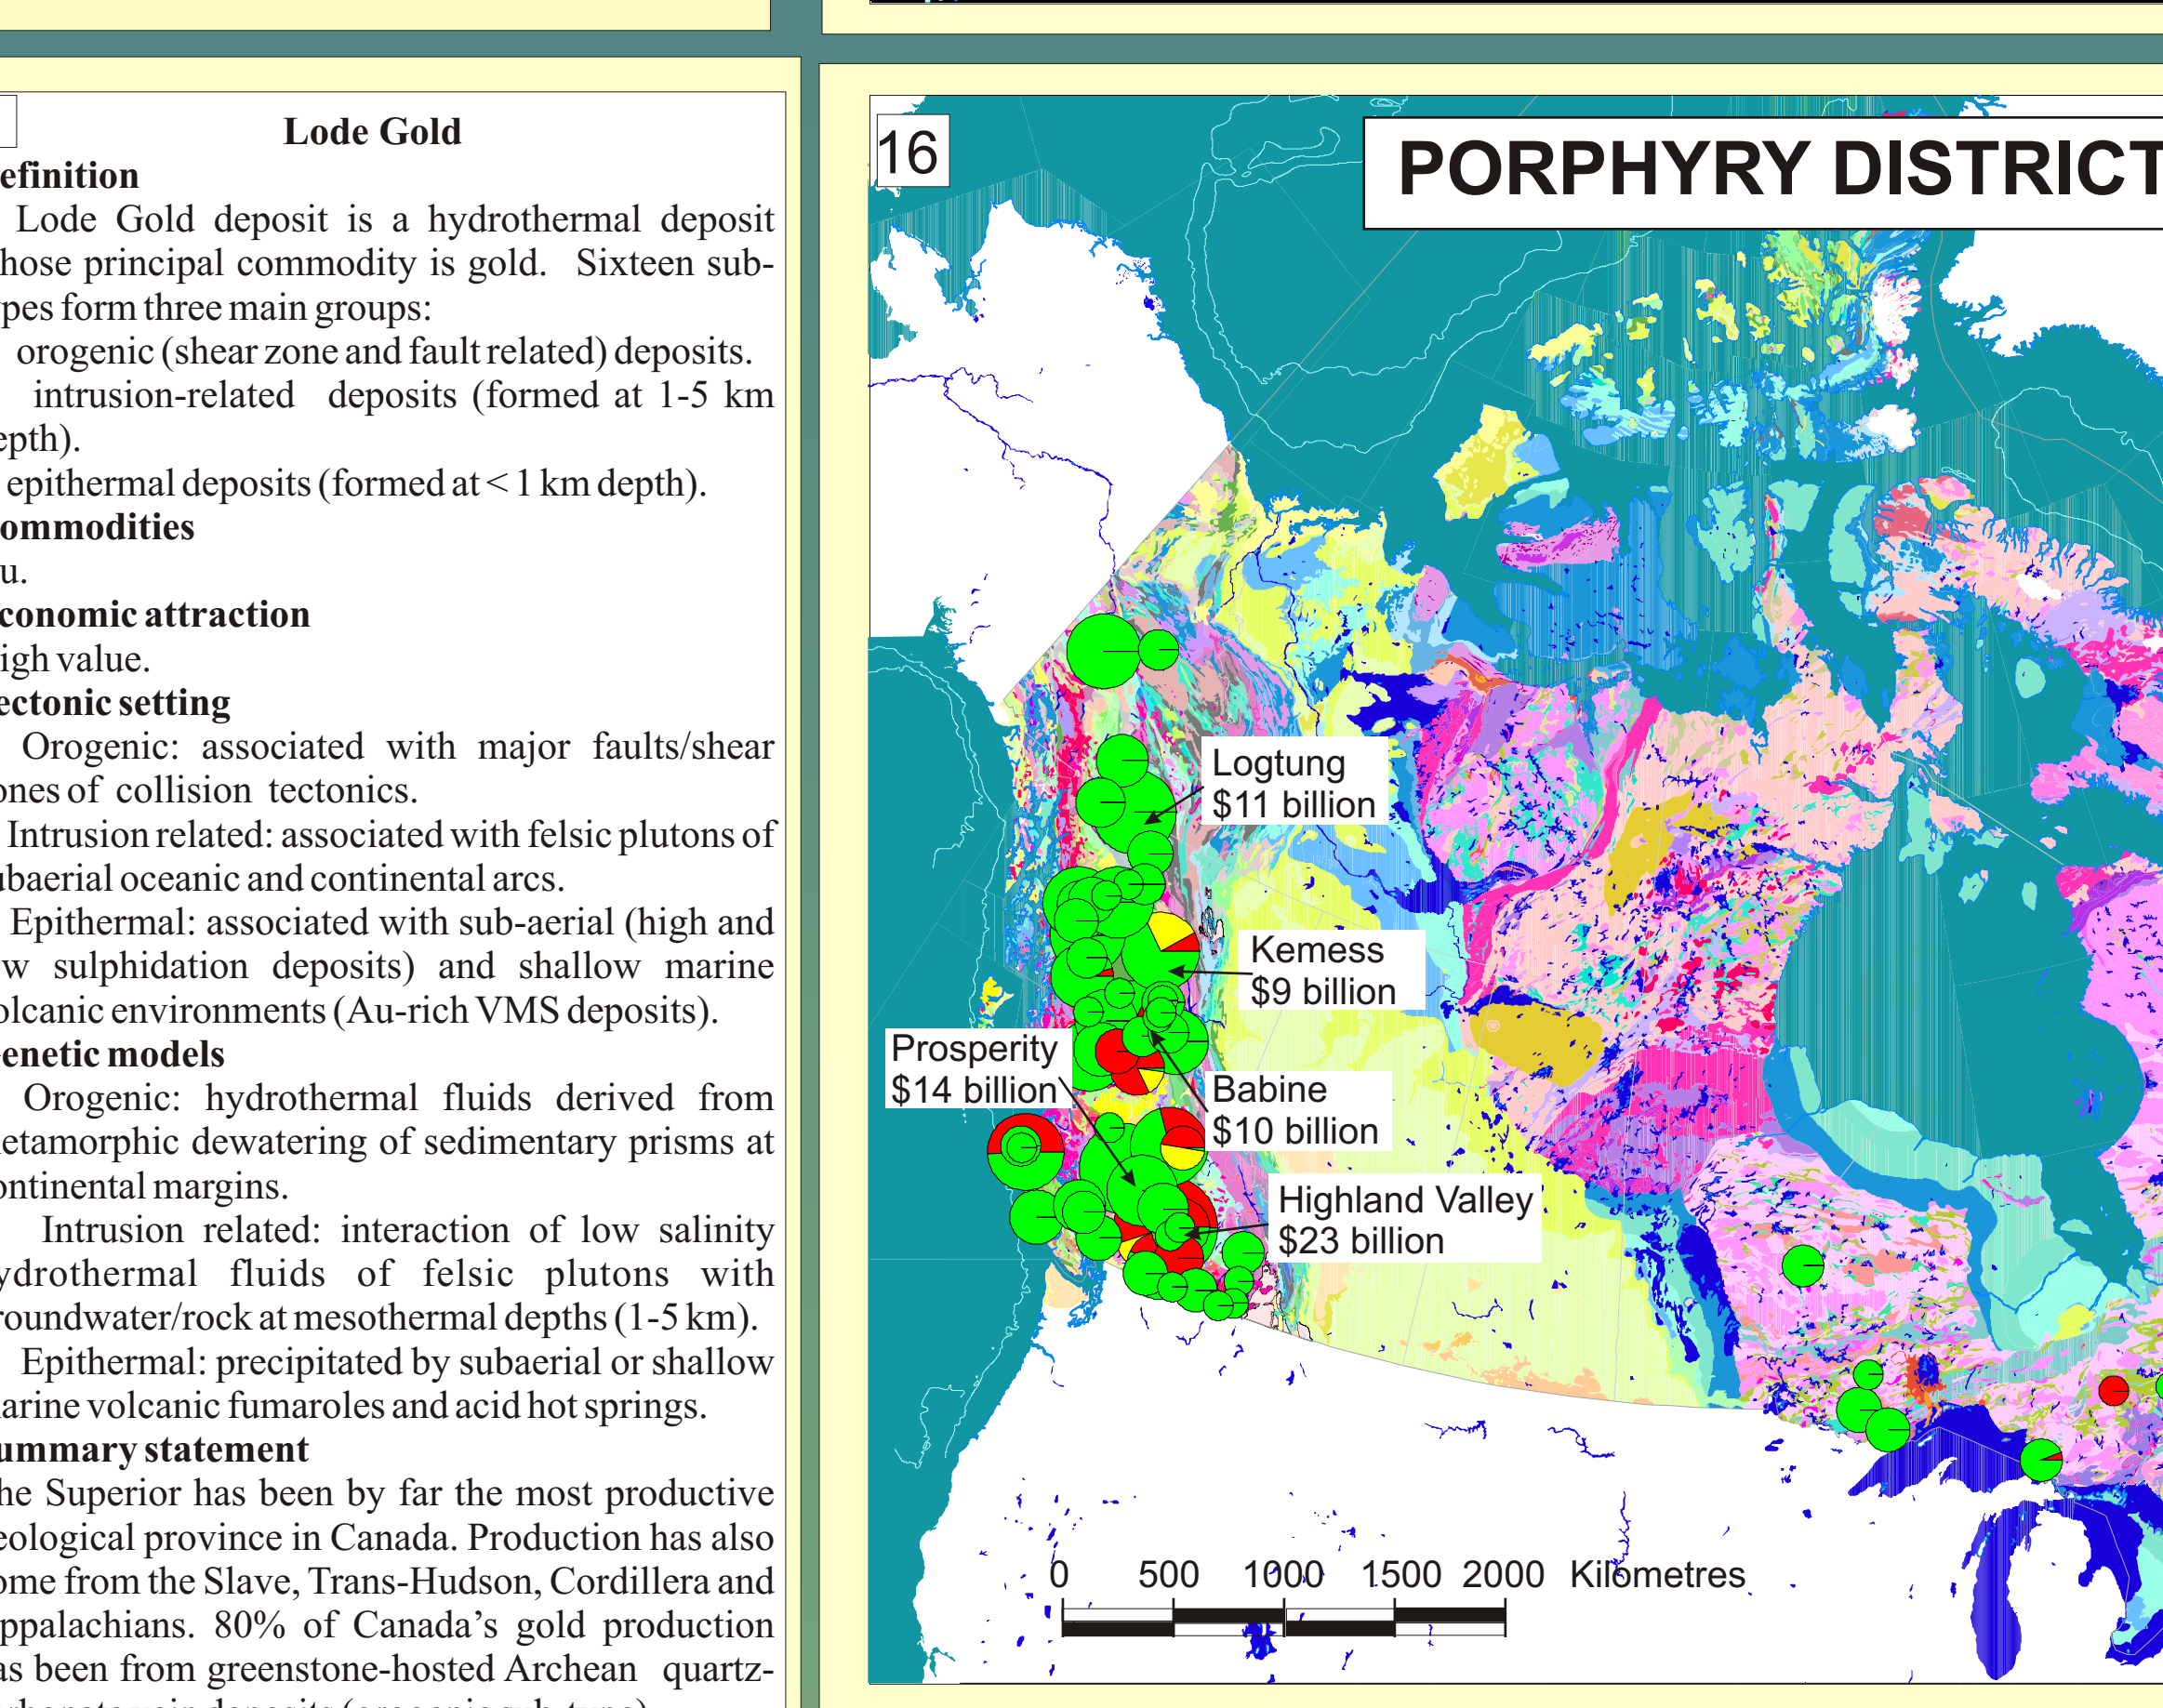 Lode Gold
efinition
Lode Gold deposit is a hydrothermal deposit
hose principal commodity is gold. Sixteen sub-
pes form three main groups:
orogenic (shear zone and fault related) deposits.
intrusion-related deposits (formed at 1-5 km
epth).
epithermal deposits (formed at < 1 km depth).
ommodities
u.
conomic attraction
igh value.
ectonic setting
Orogenic: associated with major faults/shear
ones of collision tectonics.
Intrusion related: associated with felsic plutons of
ubaerial oceanic and continental arcs.
Epithermal: associated with sub-aerial (high and
ow sulphidation deposits) and shallow marine
olcanic environments (Au-rich VMS deposits).
enetic models
Orogenic: hydrothermal fluids derived from
etamorphic dewatering of sedimentary prisms at
ontinental margins.
Intrusion related: interaction of low salinity
ydrothermal fluids of felsic plutons with
roundwater/rock at mesothermal depths (1-5 km).
Epithermal: precipitated by subaerial or shallow
arine volcanic fumaroles and acid hot springs.
ummary statement
he Superior has been by far the most productive
eological province in Canada. Production has also
ome from the Slave, Trans-Hudson, Cordillera and
ppalachians. 80% of Canada's gold production
as been from greenstone-hosted Archean quartz-
16
PORPHYRY DISTRICT
Logtung
$11 billion
Kemess
$9 billion
Prosperity
$14 billion
Babine
$10 billion
Highland Valley
$23 billion
0 500 1000 1500 2000 Kilometres